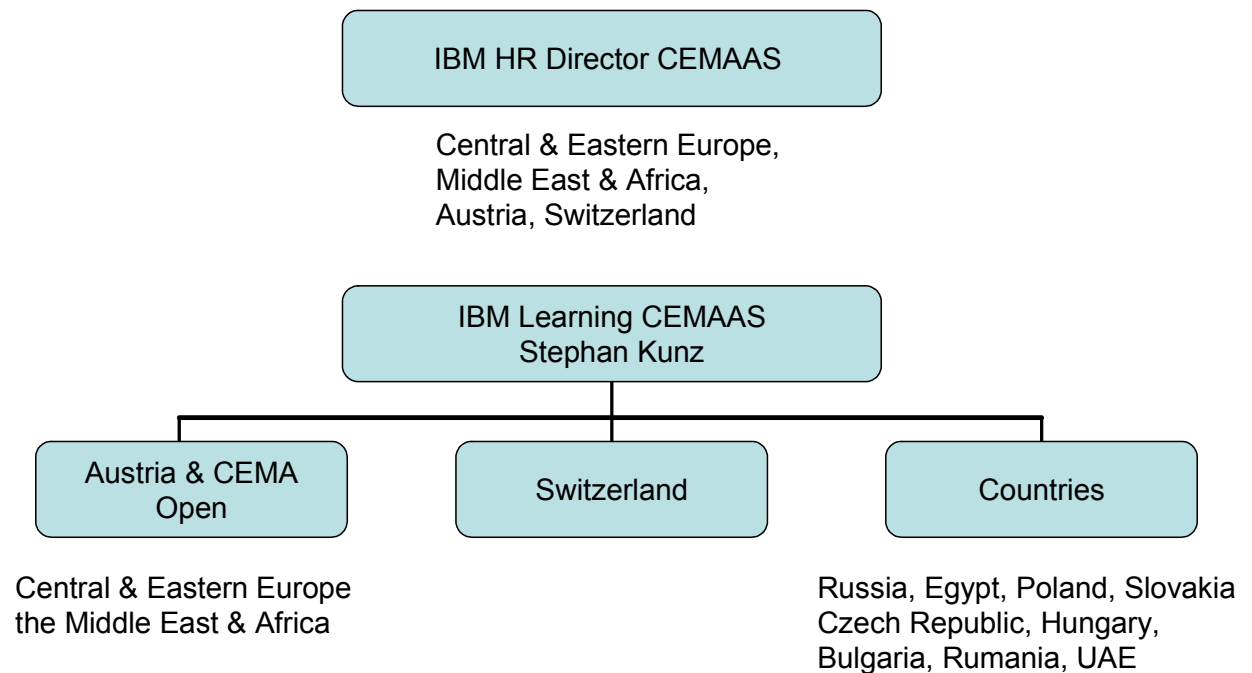 IBM HR Director CEMAAS
Central & Eastern Europe,
Middle East & Africa,
Austria, Switzerland
IBM Learning CEMAAS
Stephan Kunz
Austria & CEMA
Open
Switzerland
Countries
Central & Eastern Europe
the Middle East & Africa
Russia, Egypt, Poland, Slovakia
Czech Republic, Hungary,
Bulgaria, Rumania, UAE